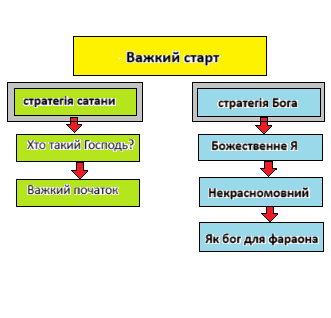 Важкий старт
стратегія сатани
стратегія Бога
Хто такий Господь?
Божественне Я
Важкий початок
Некрасномовний
Як бог для фараона